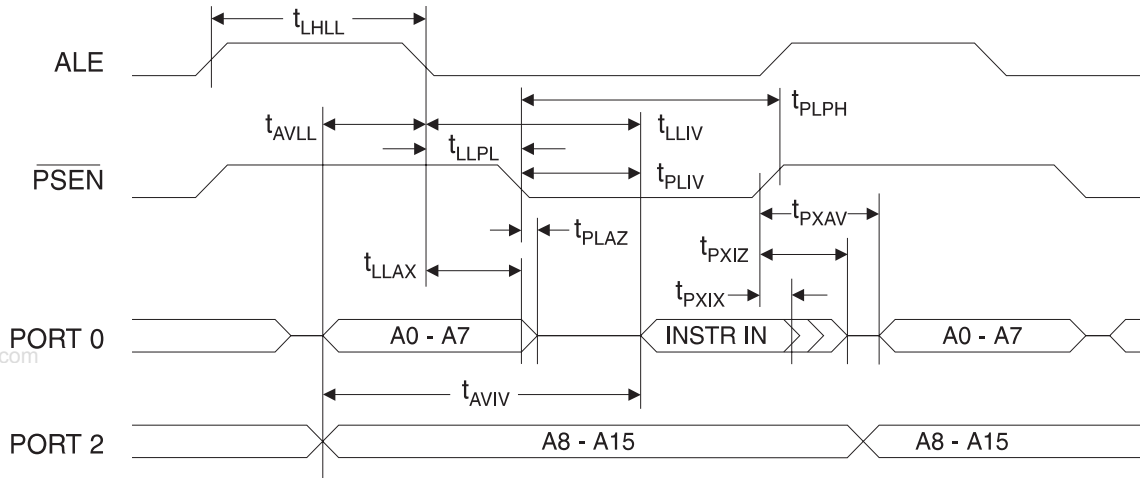 tLHLL
ALE
tPLPH
tAVLL
tLLIV
tLLPL
PSEN
tPLIV
tPXAV
tPLAZ
tPXIZ
tLLAX
tPXIX
PORT 0
A0 - A7
INSTR IN
A0 - A7
com
tAVIV
PORT 2
A8 - A15
A8 - A15